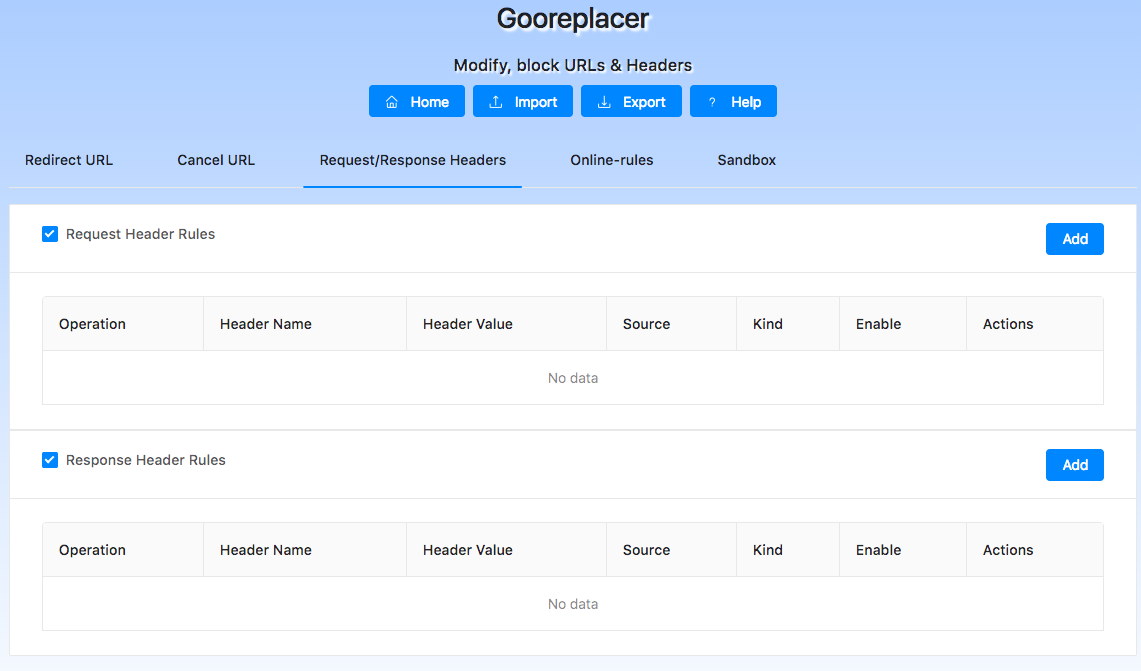 Gooreplacer
Modify, block URLs & Headers
Home Import Export ? Help
Redirect URL Cancel URL Request/Response Headers Online-rules Sandbox
Request Header Rules Add
Operation Header Name Header Value Source Kind Enable Actions
No data
Response Header Rules Add
Operation Header Name Header Value Source Kind Enable Actions
No data